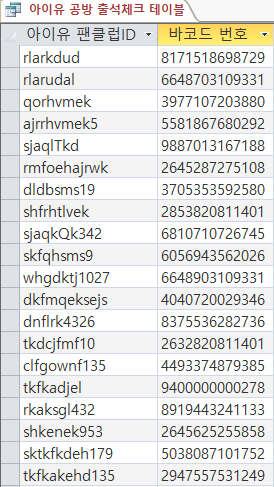 아이유 공방 출석체크 테이블
아이유 팬클럽ID 바코드 번호
rlarkdud 8171518698729
rlarudal 6648703109331
qorhvmek 3977107203880
ajrrhvmek5 5581867680292
sjaqlTkd 9887013167188
rmfoehajrwk 2645287275108
dldbsms19 3705353592580
shfrhtlvek 2853820811401
sjaqkQk342 6810710726745
skfqhsms9 6056943562026
whgdktj1027 6648903109331
dkfmqeksejs 4040720029346
dnflrk4326 8375536282736
tkdcjfmf10 2632820811401
clfgownf135 4493374879385
tkfkadjel 9400000000278
rkaksgl432 8919443241133
shkenek953 2645625255858
sktkfkdeh179 5038087101752
tkfkakehd135 2947557531249